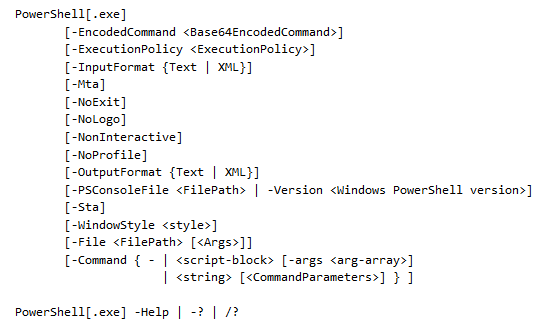 PowerShell[.exe]
[-EncodedCommand <Base64EncodedCommand>]
[-ExecutionPolicy <ExecutionPolicy>]
[-InputFormat {Text | XML}]
[-Mta]
[-NoExit]
[-NoLogo]
[-NonInteractive]
[-NoProfile]
[-OutputFormat {Text | XML}]
[-PSConsoleFile <FilePath> | -Version <Windows PowerShell version>]
[-Sta]
[-WindowStyle <style>]
[-File <FilePath> [<Args>]]
[-Command { - | <script-block> [-args <arg-array>]
| <string> [<CommandParameters>] } ]
PowerShell[.exe] -Help | -? | /?